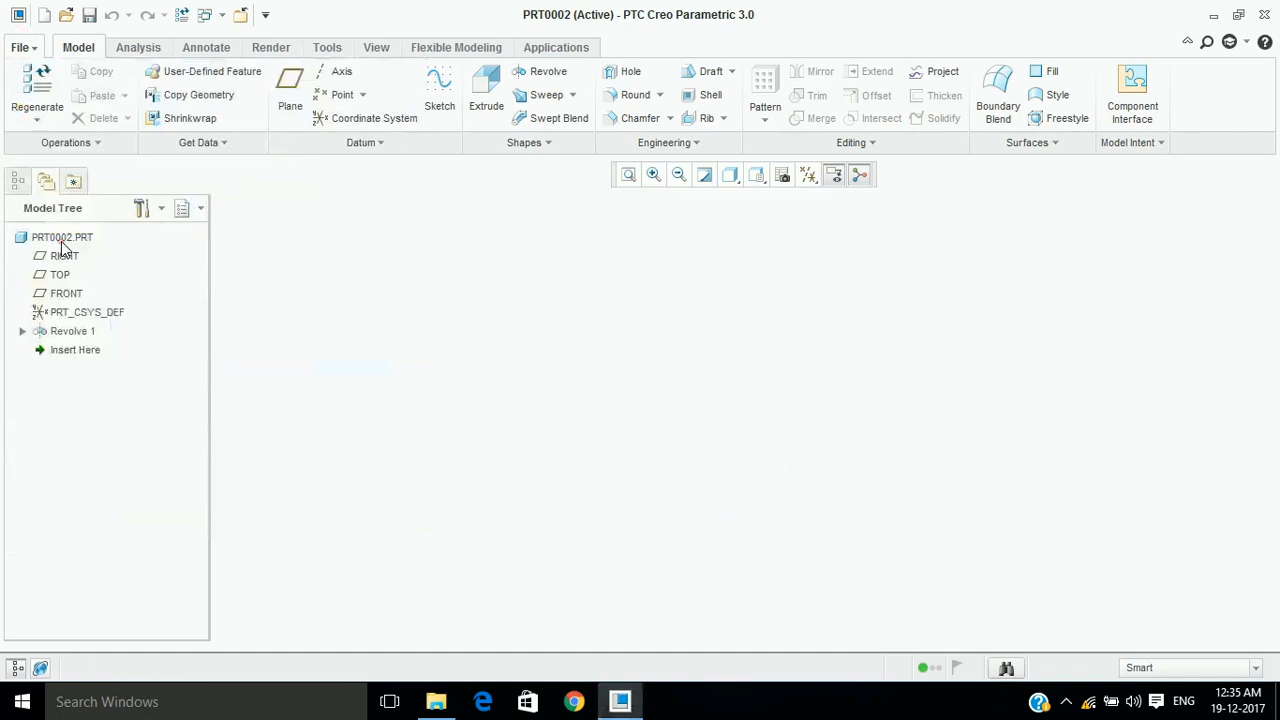 PRT0002 (Active) - PTC Creo Parametric 3.0
File Model Analysis Annotate Render Tools View Flexible Modeling Applications
Regenerate
Copy
Paste
Delete
Operations
User-Defined Feature
Copy Geometry
Shrinkwrap
Get Data
Plane
Axis
Point
Coordinate System
Sketch
Datum
Extrude
Revolve
Sweep
Swept Blend
Shapes
Hole
Round
Chamfer
Draft
Shell
Rib
Engineering
Pattern
Mirror
Trim
Merge
Extend
Offset
Intersect
Project
Thicken
Solidify
Editing
Boundary
Blend
Fill
Style
Freestyle
Surfaces
Component
Interface
Model Intent
Model Tree
PRT0002.PRT
RIGHT
TOP
FRONT
PRT_CSYS_DEF
Revolve 1
Insert Here
Smart
Search Windows
ENG
12:35 AM
19-12-2017